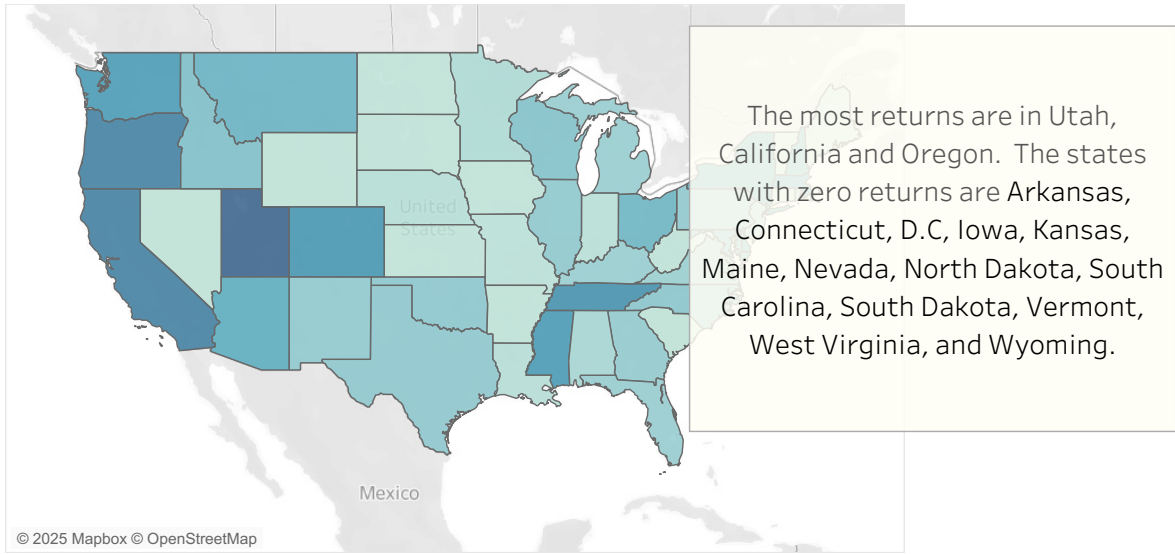 The most returns are in Utah,
California and Oregon.  The states
with zero returns are Arkansas,
Connecticut, D.C, Iowa, Kansas,
Maine, Nevada, North Dakota, South
Carolina, South Dakota, Vermont,
West Virginia, and Wyoming.
United
States
Mexico
© 2025 Mapbox © OpenStreetMap